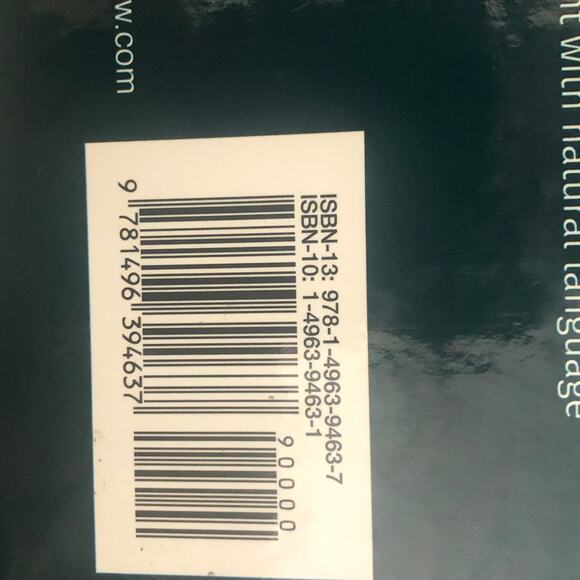 nt with natural language
w.com
ISBN-13: 978-1-4963-9463-7
ISBN-10: 1-4963-9463-1
90000
9 781496 394637